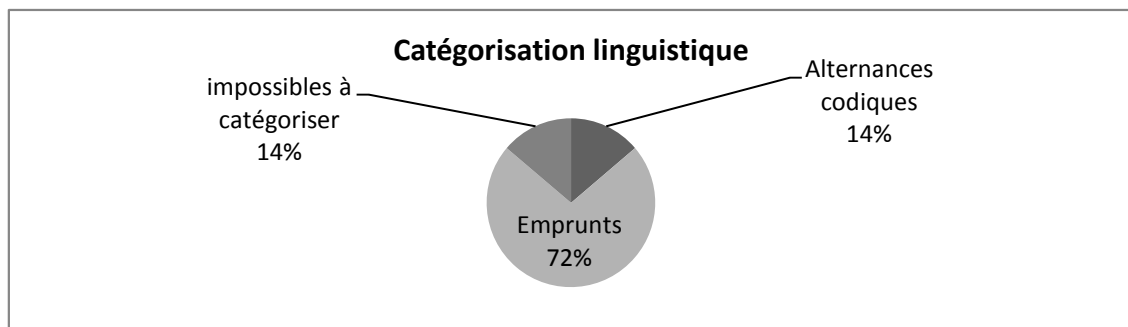 Catégorisation linguistique
impossibles à
catégoriser
14%
Alternances
codiques
14%
Emprunts
72%